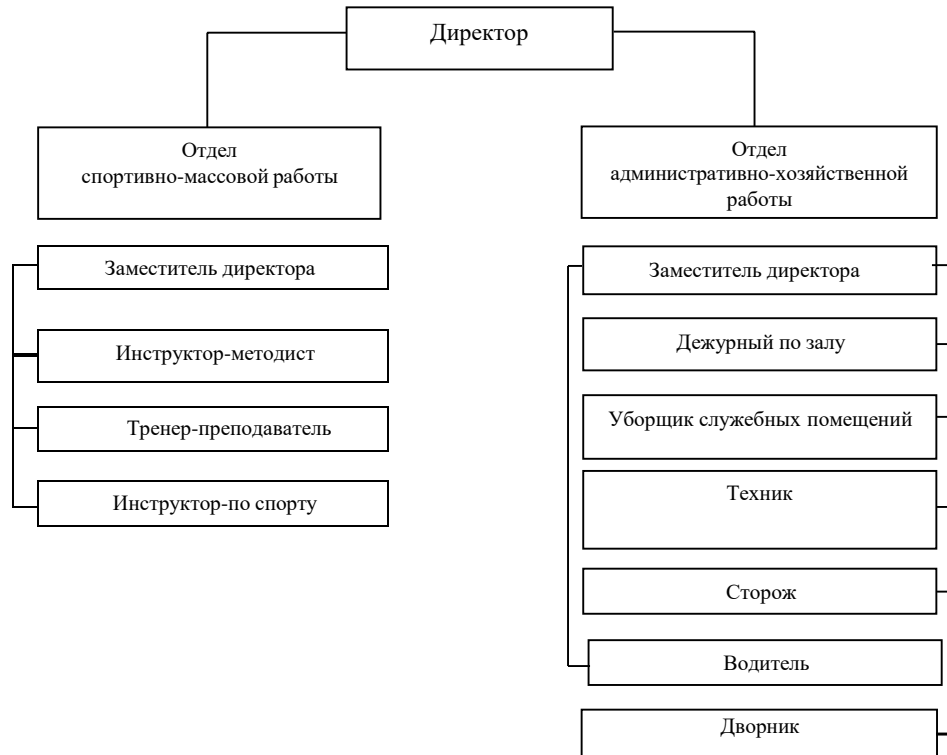 Директор
Отдел
спортивно-массовой работы
Заместитель директора
Инструктор-методист
Тренер-преподаватель
Инструктор-по спорту
Отдел
административно-хозяйственной
работы
Заместитель директора
Дежурный по залу
Уборщик служебных помещений
Техник
Сторож
Водитель
Дворник